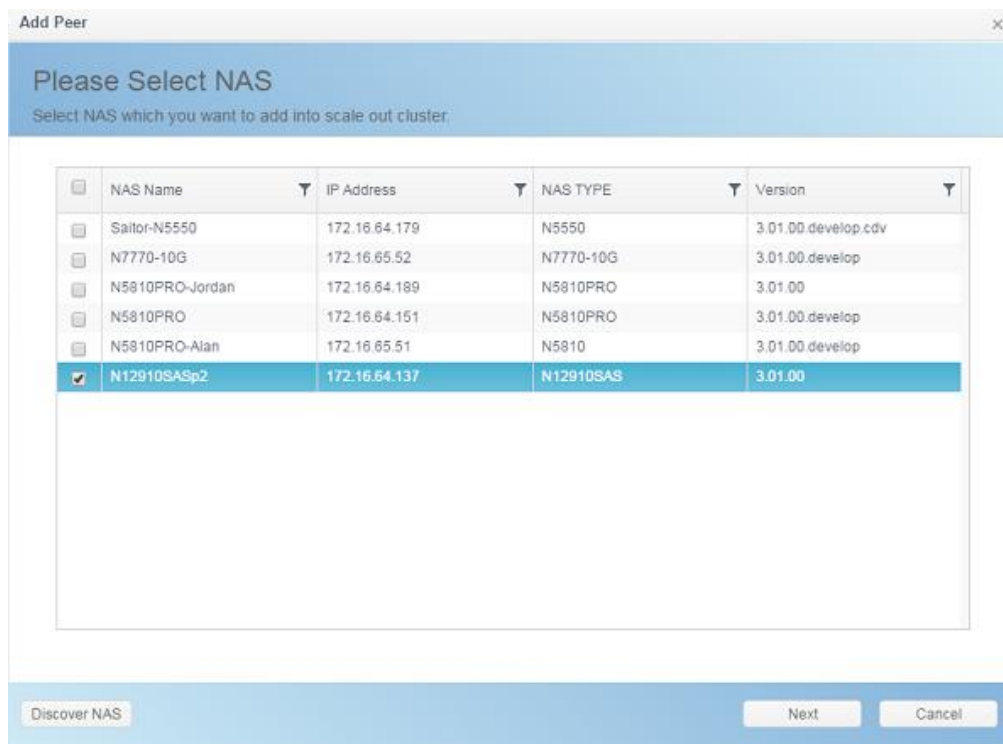 Add Peer
Please Select NAS
Select NAS which you want to add into scale out cluster.
NAS Name IP Address NAS TYPE Version
Saitor-N5550 172.16.64.179 N5550 3.01.00.develop.cdv
N7770-10G 172.16.65.52 N7770-10G 3.01.00.develop
N5810PRO-Jordan 172.16.64.189 N5810PRO 3.01.00
N5810PRO 172.16.64.151 N5810PRO 3.01.00.develop
N5810PRO-Alan 172.16.65.51 N5810 3.01.00.develop
N12910SASp2 172.16.64.137 N12910SAS 3.01.00
Discover NAS Next Cancel